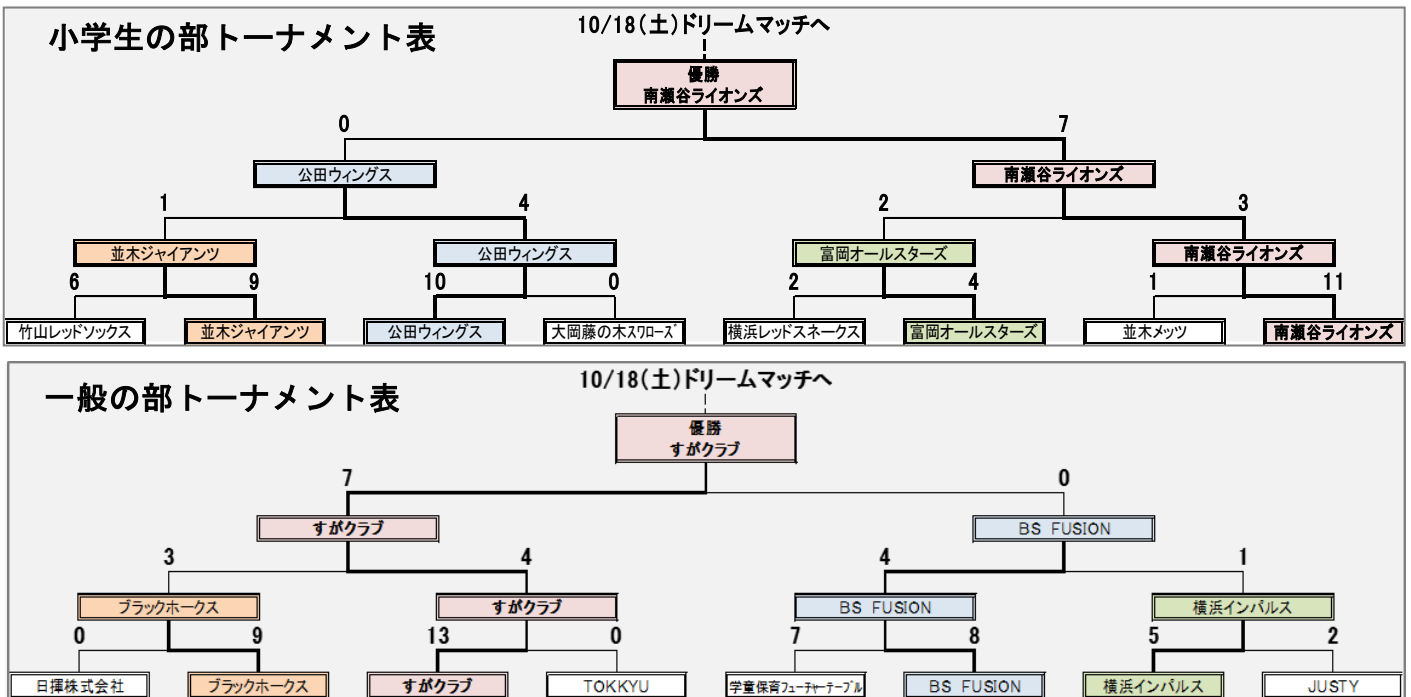 小学生の部トーナメント表
10/18(土)ドリームマッチへ
優勝
南瀬谷ライオンズ
0
7
公田ウィングス
南瀬谷ライオンズ
1
4
2
3
並木ジャイアンツ
公田ウィングス
富岡オールスターズ
南瀬谷ライオンズ
6
9
10
0
2
4
1
11
竹山レッドソックス
並木ジャイアンツ
公田ウィングス
大岡藤の木スワローズ
横浜レッドスネークス
富岡オールスターズ
並木メッツ
南瀬谷ライオンズ
一般の部トーナメント表
10/18(土)ドリームマッチへ
優勝
すがクラブ
7
0
すがクラブ
BS FUSION
3
4
4
1
ブラックホークス
すがクラブ
BS FUSION
横浜インパルス
0
9
13
0
7
8
5
2
日揮株式会社
ブラックホークス
すがクラブ
TOKKYU
学童保育フューチャーテーブル
BS FUSION
横浜インパルス
JUSTY